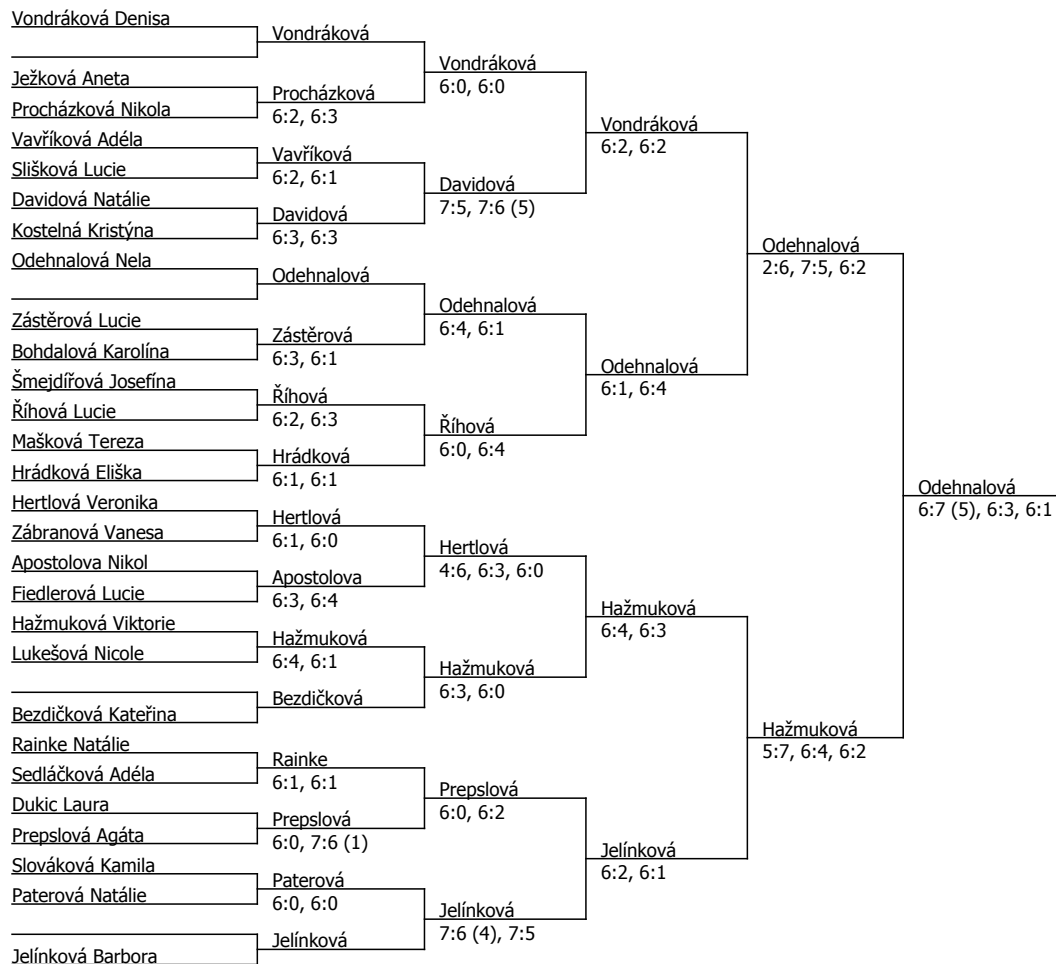 Vondráková Denisa
Ježková Aneta
Procházková Nikola
Vavříková Adéla
Slišková Lucie
Davidová Natálie
Kostelná Kristýna
Odehnalová Nela
Zástěrová Lucie
Bohdalová Karolína
Šmejdířová Josefína
Říhová Lucie
Mašková Tereza
Hrádková Eliška
Hertlová Veronika
Zábranová Vanesa
Apostolova Nikol
Fiedlerová Lucie
Hažmuková Viktorie
Lukešová Nicole
Bezdičková Kateřina
Rainke Natálie
Sedláčková Adéla
Dukic Laura
Prepslová Agáta
Slováková Kamila
Paterová Natálie
Jelínková Barbora
Vondráková
Procházková
6:2, 6:3
Vavříková
6:2, 6:1
Davidová
6:3, 6:3
Odehnalová
Zástěrová
6:3, 6:1
Říhová
6:2, 6:3
Hrádková
6:1, 6:1
Hertlová
6:1, 6:0
Apostolova
6:3, 6:4
Hažmuková
6:4, 6:1
Bezdičková
Rainke
6:1, 6:1
Prepslová
6:0, 7:6 (1)
Paterová
6:0, 6:0
Jelínková
Vondráková
6:0, 6:0
Davidová
7:5, 7:6 (5)
Odehnalová
6:4, 6:1
Říhová
6:0, 6:4
Hertlová
4:6, 6:3, 6:0
Hažmuková
6:3, 6:0
Prepslová
6:0, 6:2
Jelínková
7:6 (4), 7:5
Vondráková
6:2, 6:2
Odehnalová
6:1, 6:4
Hažmuková
6:4, 6:3
Jelínková
6:2, 6:1
Odehnalová
2:6, 7:5, 6:2
Hažmuková
5:7, 6:4, 6:2
Odehnalová
6:7 (5), 6:3, 6:1